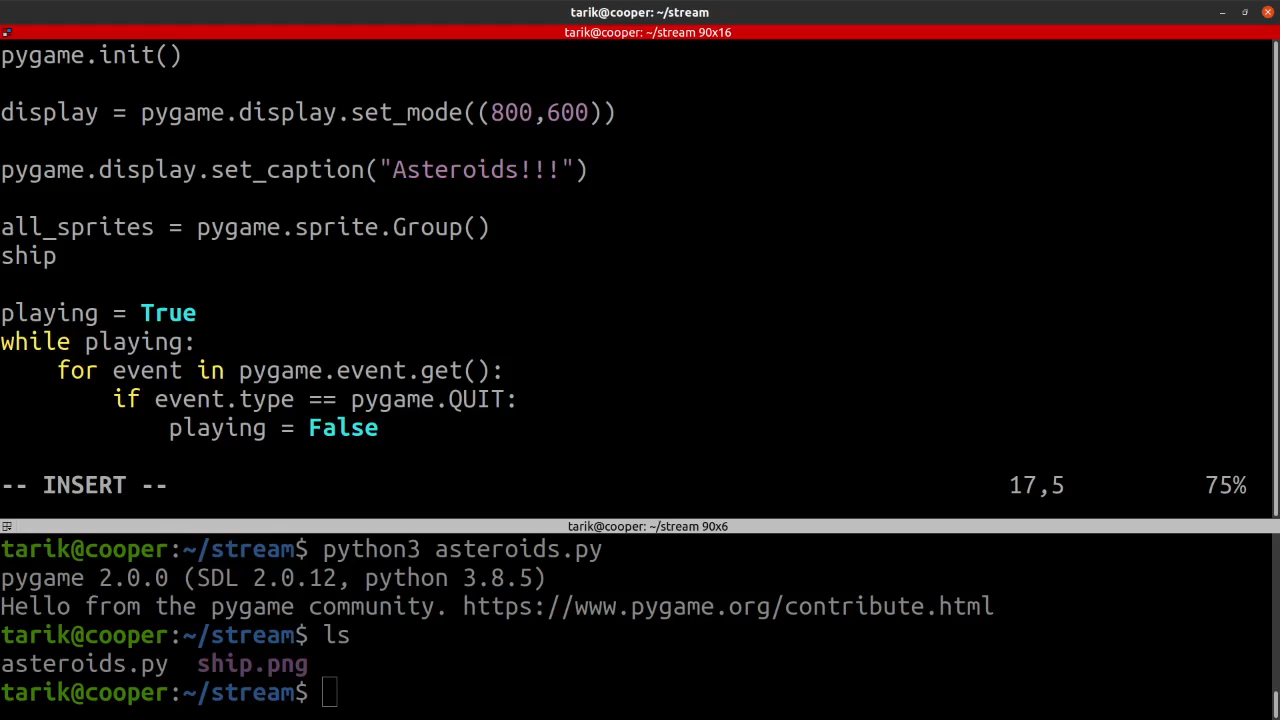 tarik@cooper: ~/stream
tarik@cooper: ~/stream 90x16
pygame.init()
display = pygame.display.set_mode((800,600))
pygame.display.set_caption("Asteroids!!!")
all_sprites = pygame.sprite.Group()
ship
playing = True
while playing:
    for event in pygame.event.get():
        if event.type == pygame.QUIT:
            playing = False
-- INSERT -- 17,5 75%
tarik@cooper: ~/stream 90x6
tarik@cooper:~/stream$ python3 asteroids.py
pygame 2.0.0 (SDL 2.0.12, python 3.8.5)
Hello from the pygame community. https://www.pygame.org/contribute.html
tarik@cooper:~/stream$ ls
asteroids.py  ship.png
tarik@cooper:~/stream$